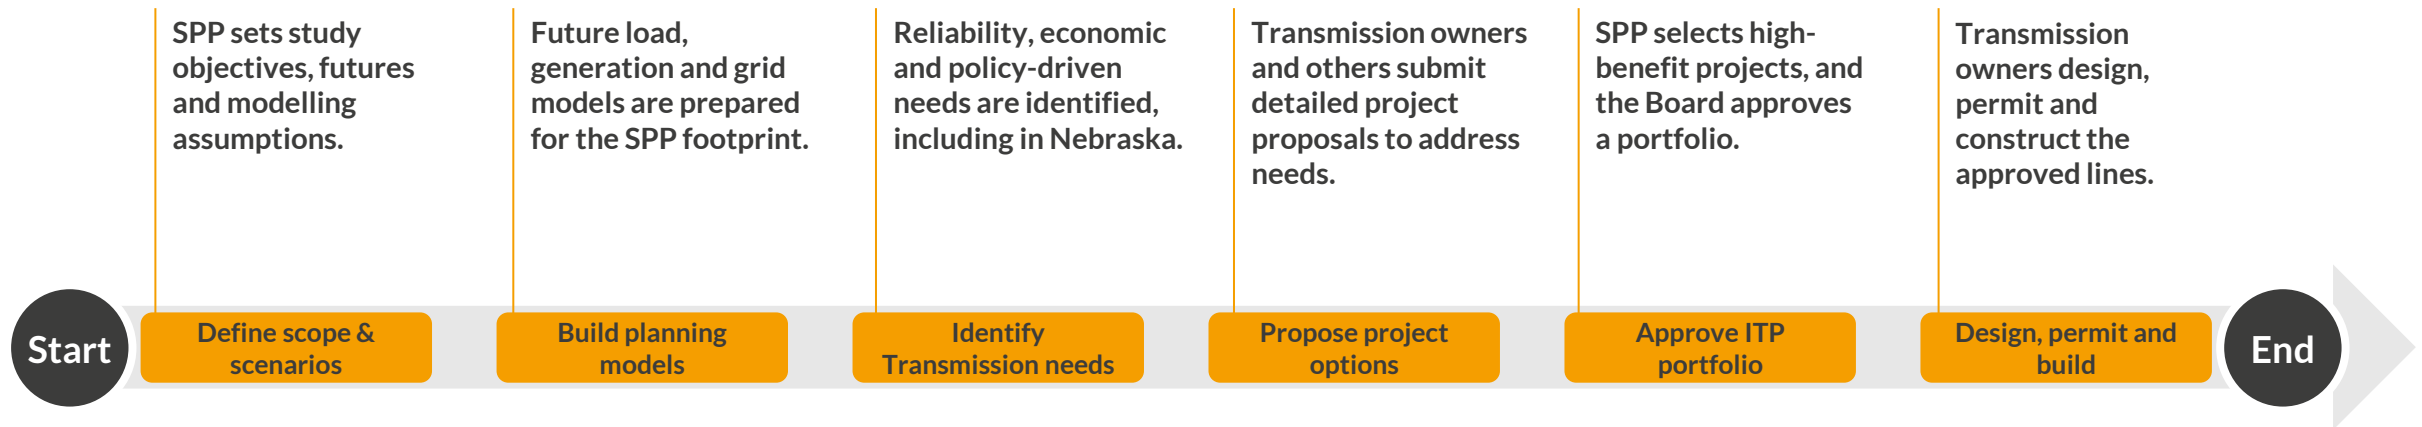 SPP sets study
objectives, futures
and modelling
assumptions.
Future load,
generation and grid
models are prepared
for the SPP footprint.
Reliability, economic
and policy-driven
needs are identified,
including in Nebraska.
Transmission owners
and others submit
detailed project
proposals to address
needs.
SPP selects high-
benefit projects, and
the Board approves
a portfolio.
Transmission
owners design,
permit and
construct the
approved lines.
Start
Define scope &
scenarios
Build planning
models
Identify
Transmission needs
Propose project
options
Approve ITP
portfolio
Design, permit and
build
End